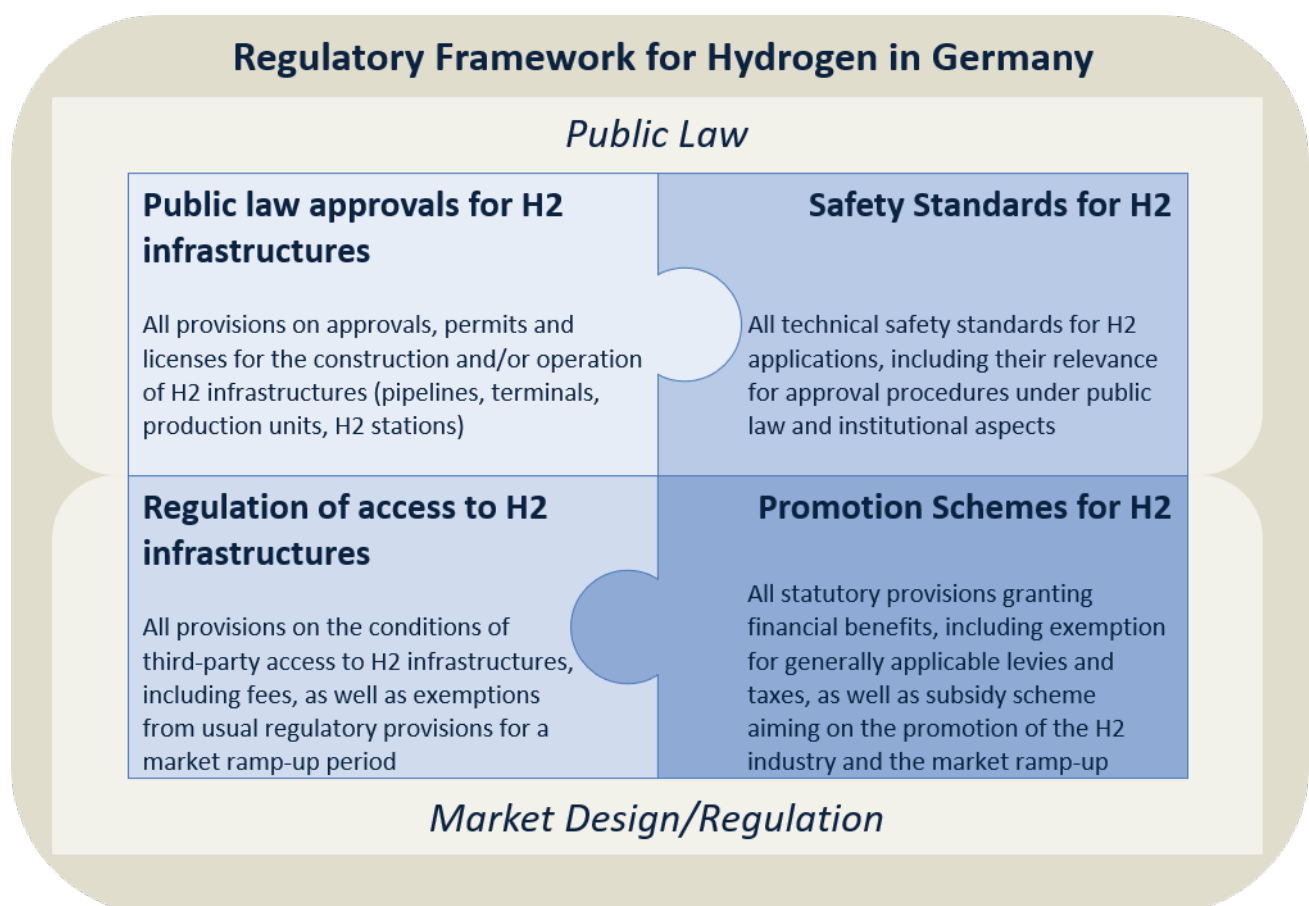 Regulatory Framework for Hydrogen in Germany
Public Law
Public law approvals for H2
infrastructures
All provisions on approvals, permits and
licenses for the construction and/or operation
of H2 infrastructures (pipelines, terminals,
production units, H2 stations)
Safety Standards for H2
All technical safety standards for H2
applications, including their relevance
for approval procedures under public
law and institutional aspects
Regulation of access to H2
infrastructures
All provisions on the conditions of
third-party access to H2 infrastructures,
including fees, as well as exemptions
from usual regulatory provisions for a
market ramp-up period
Promotion Schemes for H2
All statutory provisions granting
financial benefits, including exemption
for generally applicable levies and
taxes, as well as subsidy scheme
aiming on the promotion of the H2
industry and the market ramp-up
Market Design/Regulation